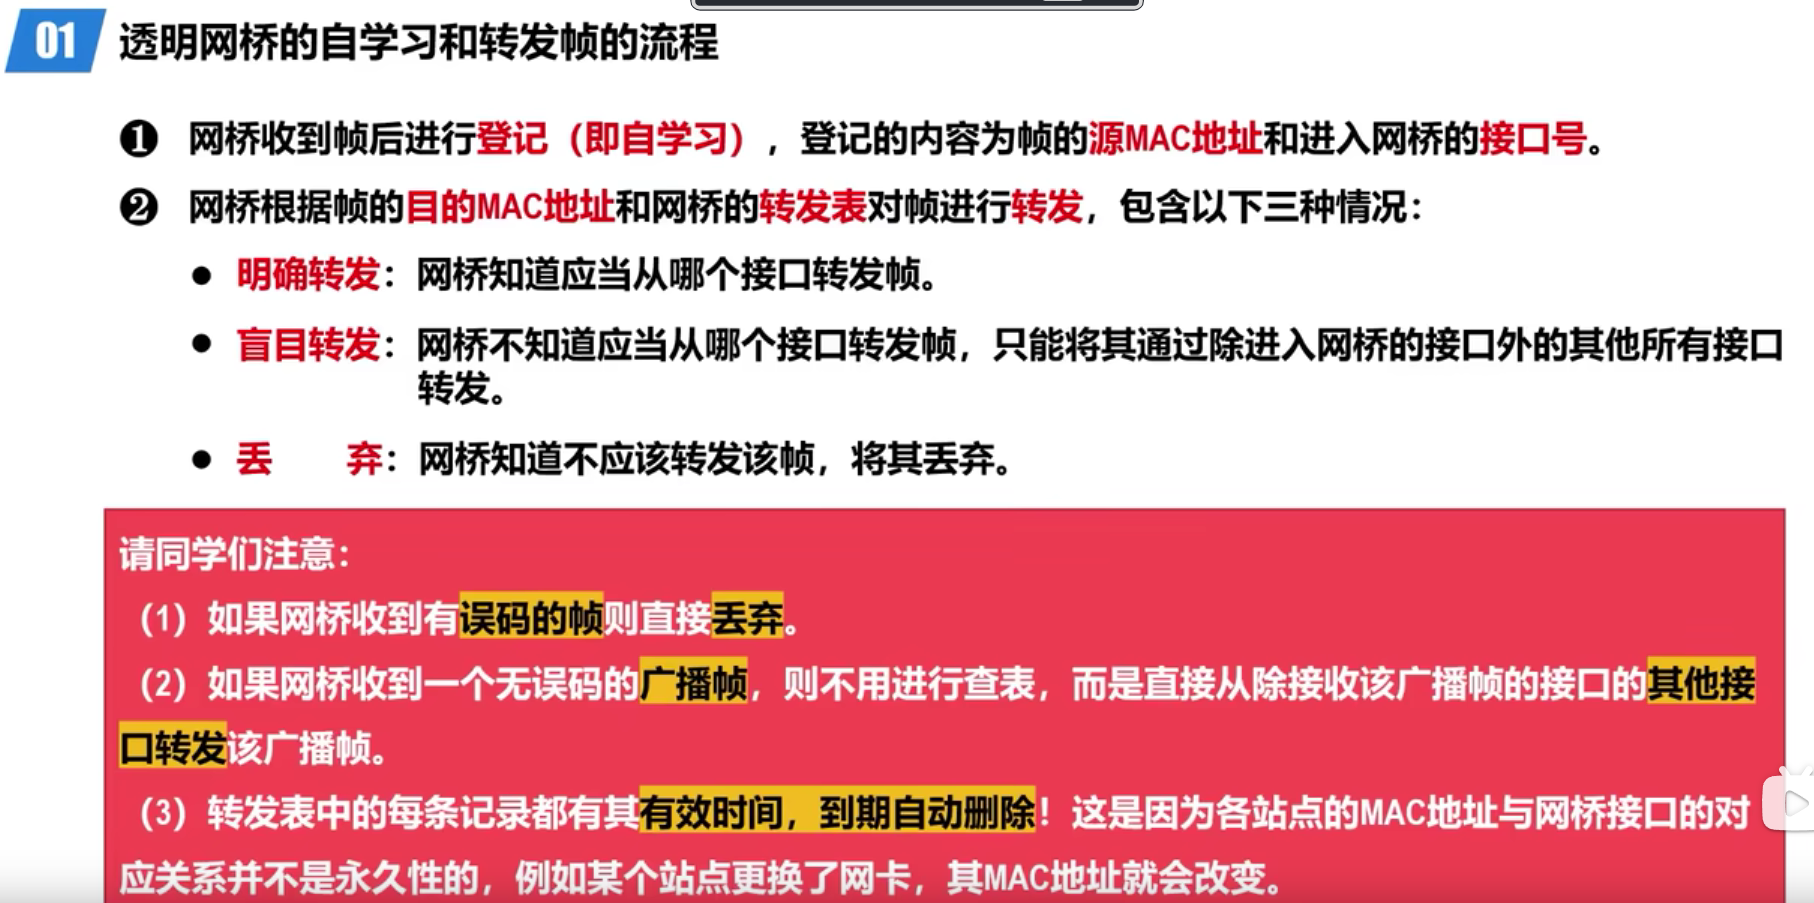 01 透明网桥的自学习和转发帧的流程
❶ 网桥收到帧后进行登记（即自学习），登记的内容为帧的源MAC地址和进入网桥的接口号。
❷ 网桥根据帧的目的MAC地址和网桥的转发表对帧进行转发，包含以下三种情况：
● 明确转发：网桥知道应当从哪个接口转发帧。
● 盲目转发：网桥不知道应当从哪个接口转发帧，只能将其通过除进入网桥的接口外的其他所有接口
转发。
● 丢 弃：网桥知道不应该转发该帧，将其丢弃。
请同学们注意：
（1）如果网桥收到有误码的帧则直接丢弃。
（2）如果网桥收到一个无误码的广播帧，则不用进行查表，而是直接从除接收该广播帧的接口的其他接
口转发该广播帧。
（3）转发表中的每条记录都有其有效时间，到期自动删除！这是因为各站点的MAC地址与网桥接口的对
应关系并不是永久性的，例如某个站点更换了网卡，其MAC地址就会改变。